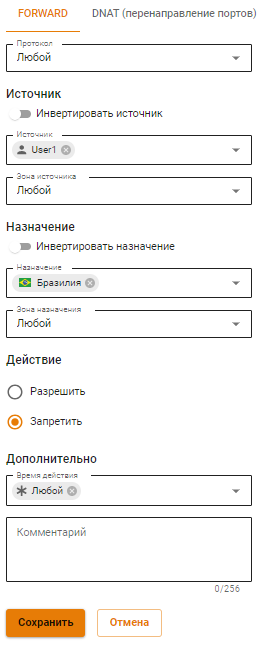 FORWARD DNAT (перенаправление портов)
Протокол
Любой
Источник
Инвертировать источник
Источник
User1
Зона источника
Любой
Назначение
Инвертировать назначение
Назначение
Бразилия
Зона назначения
Любой
Действие
Разрешить
Запретить
Дополнительно
Время действия
Любой
Комментарий
0/256
Сохранить Отмена